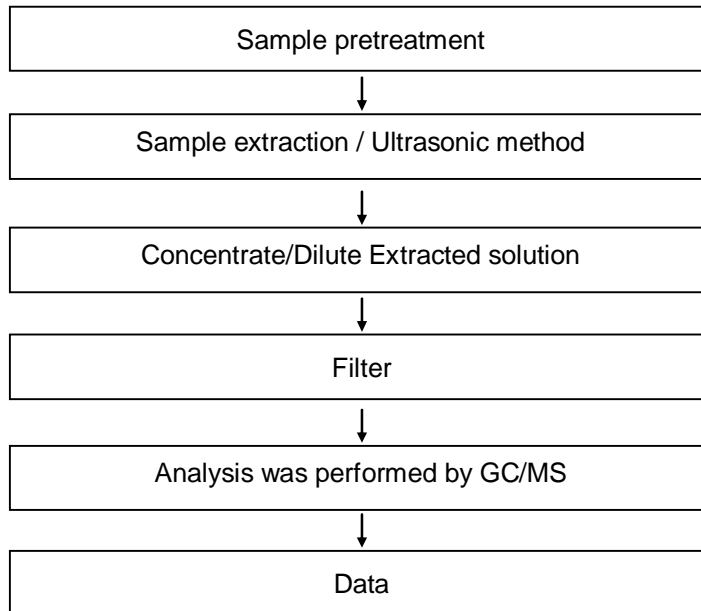 Sample pretreatment
Sample extraction / Ultrasonic method
Concentrate/Dilute Extracted solution
Filter
Analysis was performed by GC/MS
Data